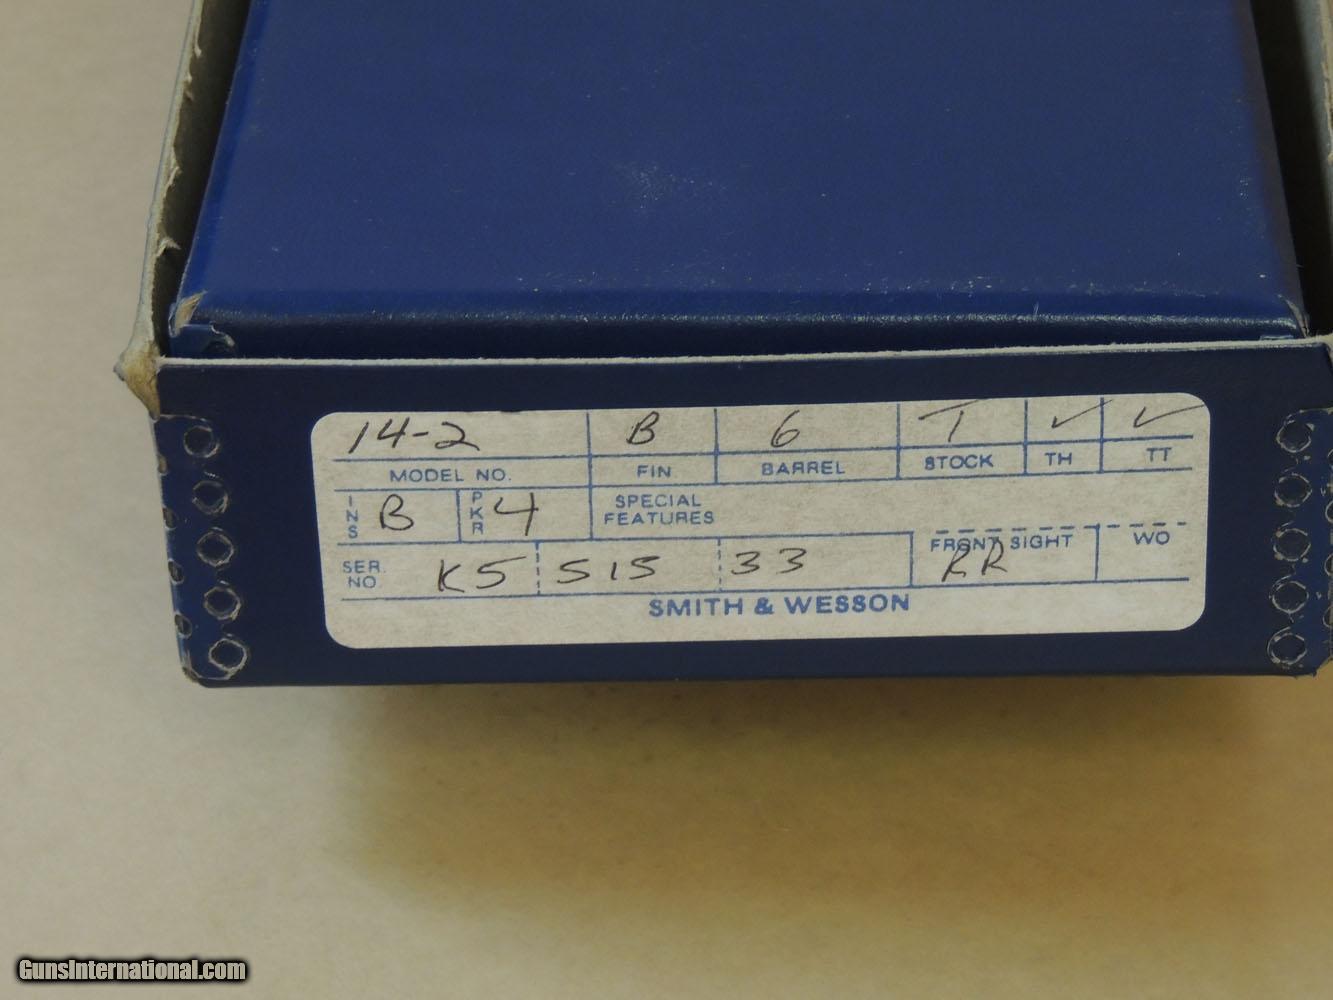 14-2 B 6 T ✓ ✓
MODEL NO. FIN BARREL STOCK TH TT
INS B PKR 4 SPECIAL FEATURES
SER. NO. K5 515 33 FRONT SIGHT RR WO
SMITH & WESSON
GunsInternational.com